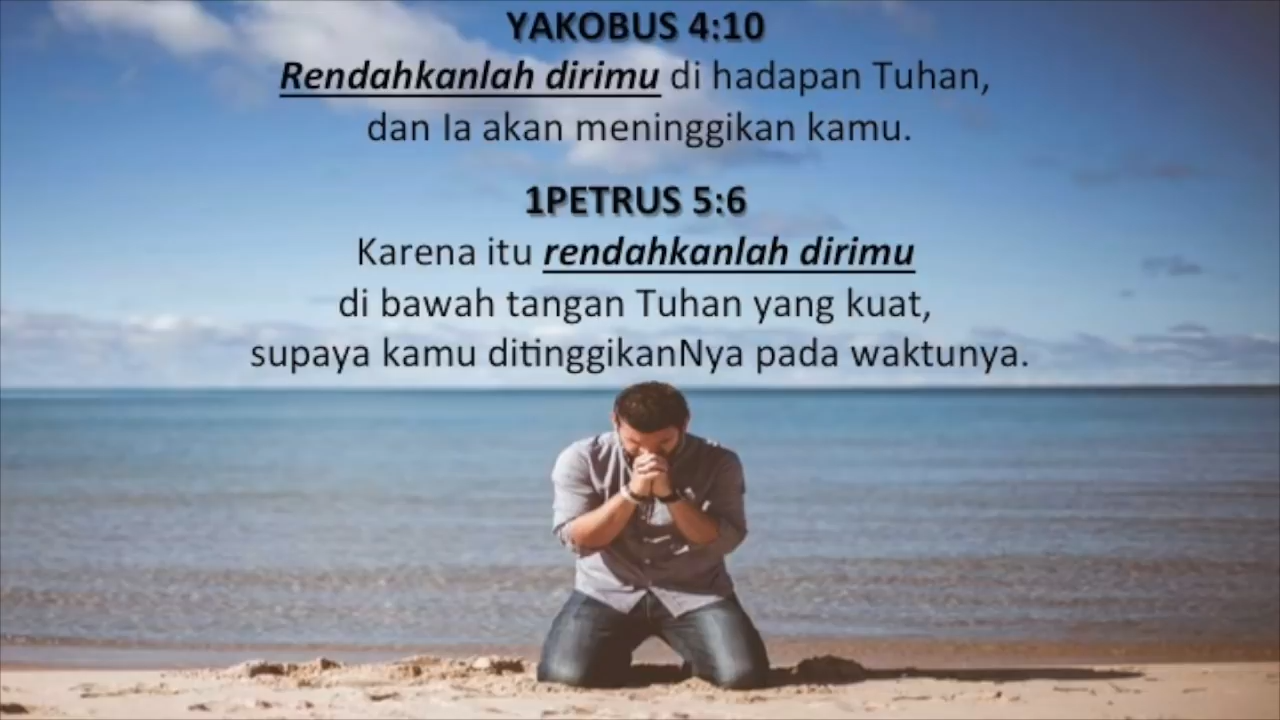 YAKOBUS 4:10
Rendahkanlah dirimu di hadapan Tuhan,
dan Ia akan meninggikan kamu.
1PETRUS 5:6
Karena itu rendahkanlah dirimu
di bawah tangan Tuhan yang kuat,
supaya kamu ditinggikanNya pada waktunya.